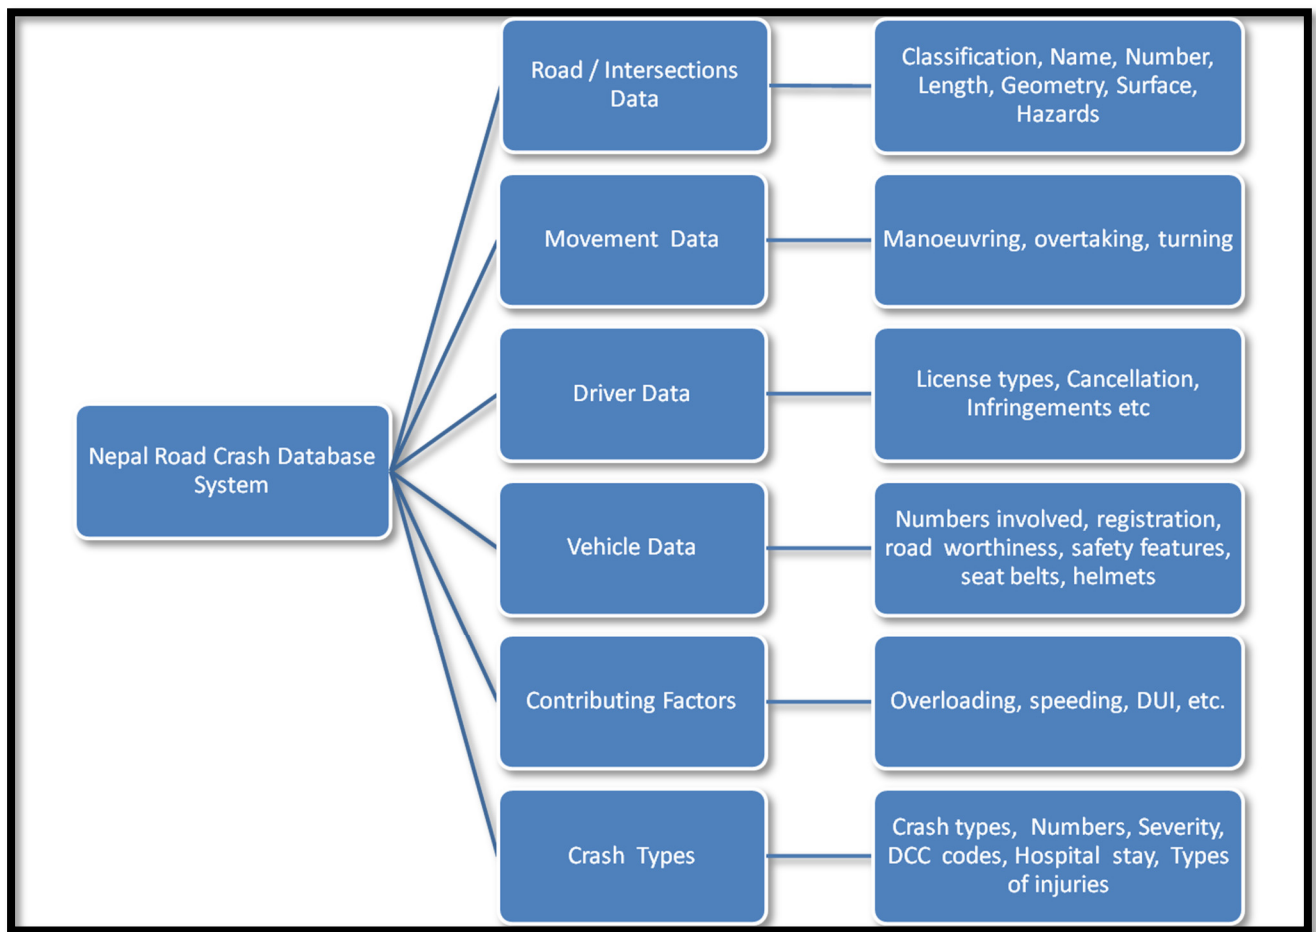 Nepal Road Crash Database
System
Road / Intersections
Data
Classification, Name, Number,
Length, Geometry, Surface,
Hazards
Movement Data
Manoeuvring, overtaking, turning
Driver Data
License types, Cancellation,
Infringements etc
Vehicle Data
Numbers involved, registration,
road worthiness, safety features,
seat belts, helmets
Contributing Factors
Overloading, speeding, DUI, etc.
Crash Types
Crash types, Numbers, Severity,
DCC codes, Hospital stay, Types
of injuries